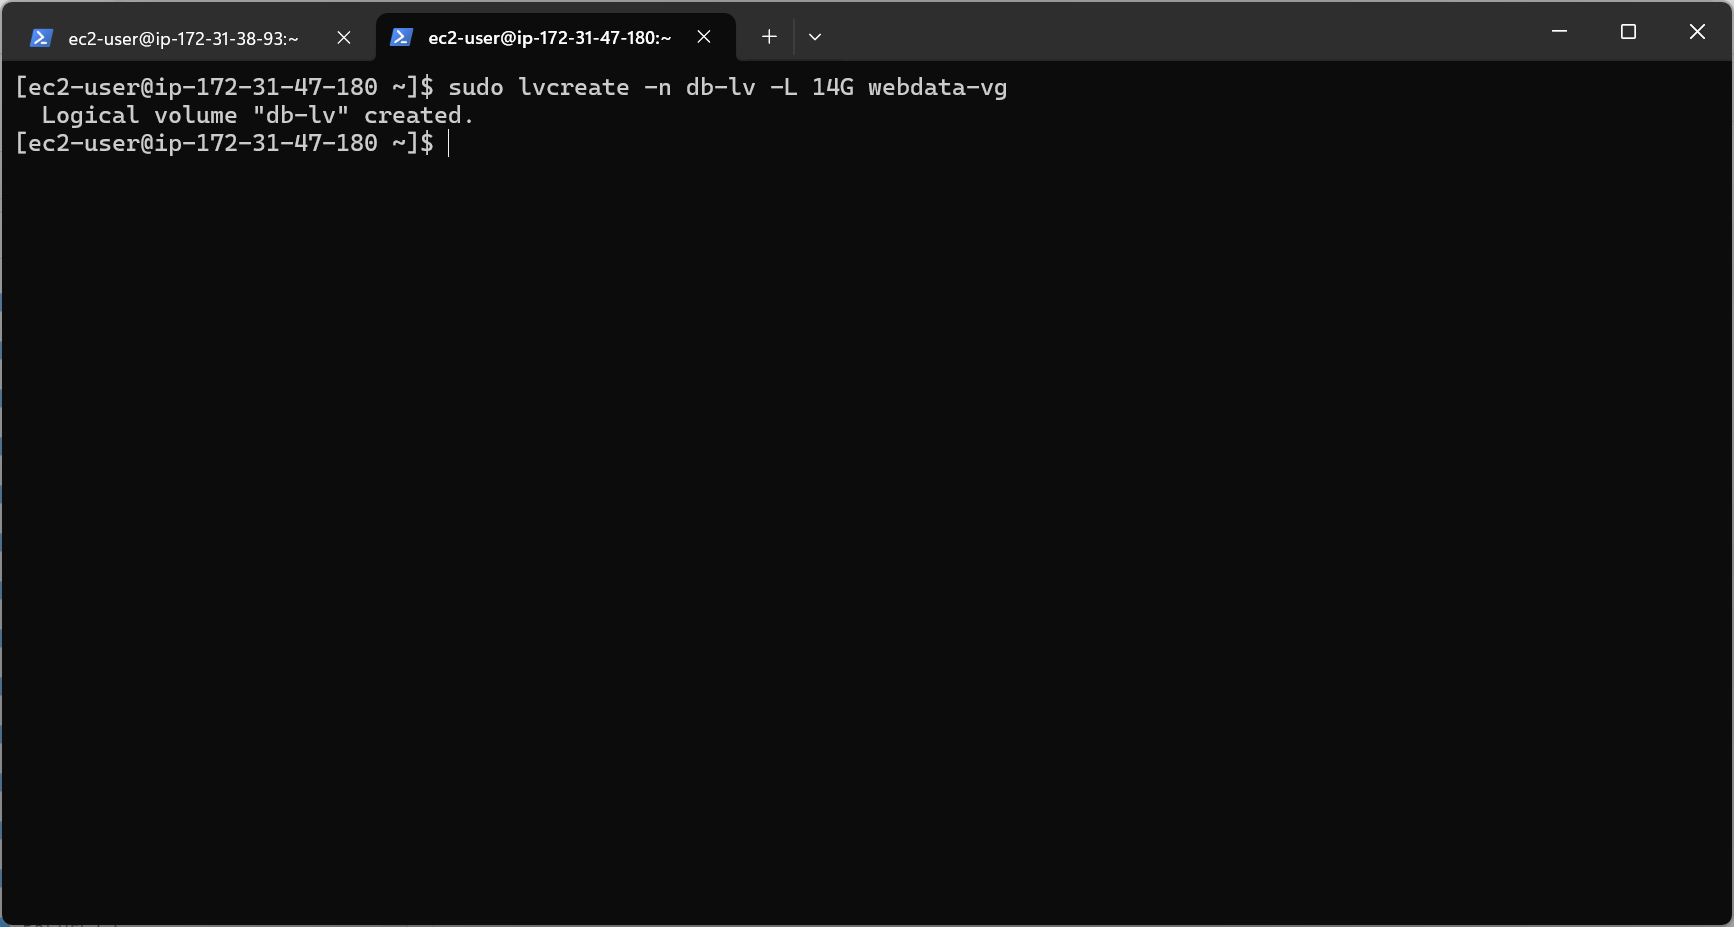 ec2-user@ip-172-31-38-93:~
ec2-user@ip-172-31-47-180:~
[ec2-user@ip-172-31-47-180 ~]$ sudo lvcreate -n db-lv -L 14G webdata-vg
  Logical volume "db-lv" created.
[ec2-user@ip-172-31-47-180 ~]$